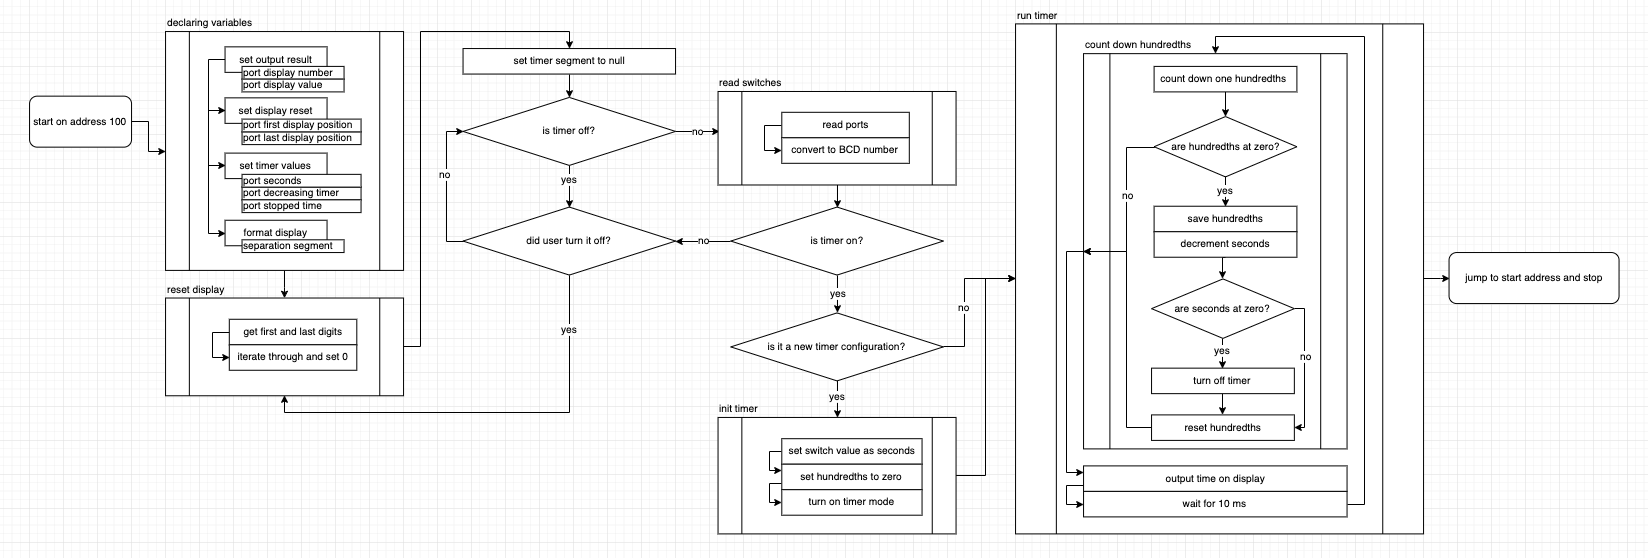 start on address 100
declaring variables
set output result
port display number
port display value
set display reset
port first display position
port last display position
set timer values
port seconds
port decreasing timer
port stopped time
format display
separation segment
reset display
get first and last digits
iterate through and set 0
set timer segment to null
is timer off?
no
yes
no
did user turn it off?
yes
read switches
read ports
convert to BCD number
is timer on?
no
yes
is it a new timer configuration?
no
yes
init timer
set switch value as seconds
set hundredths to zero
turn on timer mode
run timer
count down hundredths
count down one hundredths
are hundredths at zero?
no
yes
save hundredths
decrement seconds
are seconds at zero?
yes
no
turn off timer
reset hundredths
output time on display
wait for 10 ms
jump to start address and stop